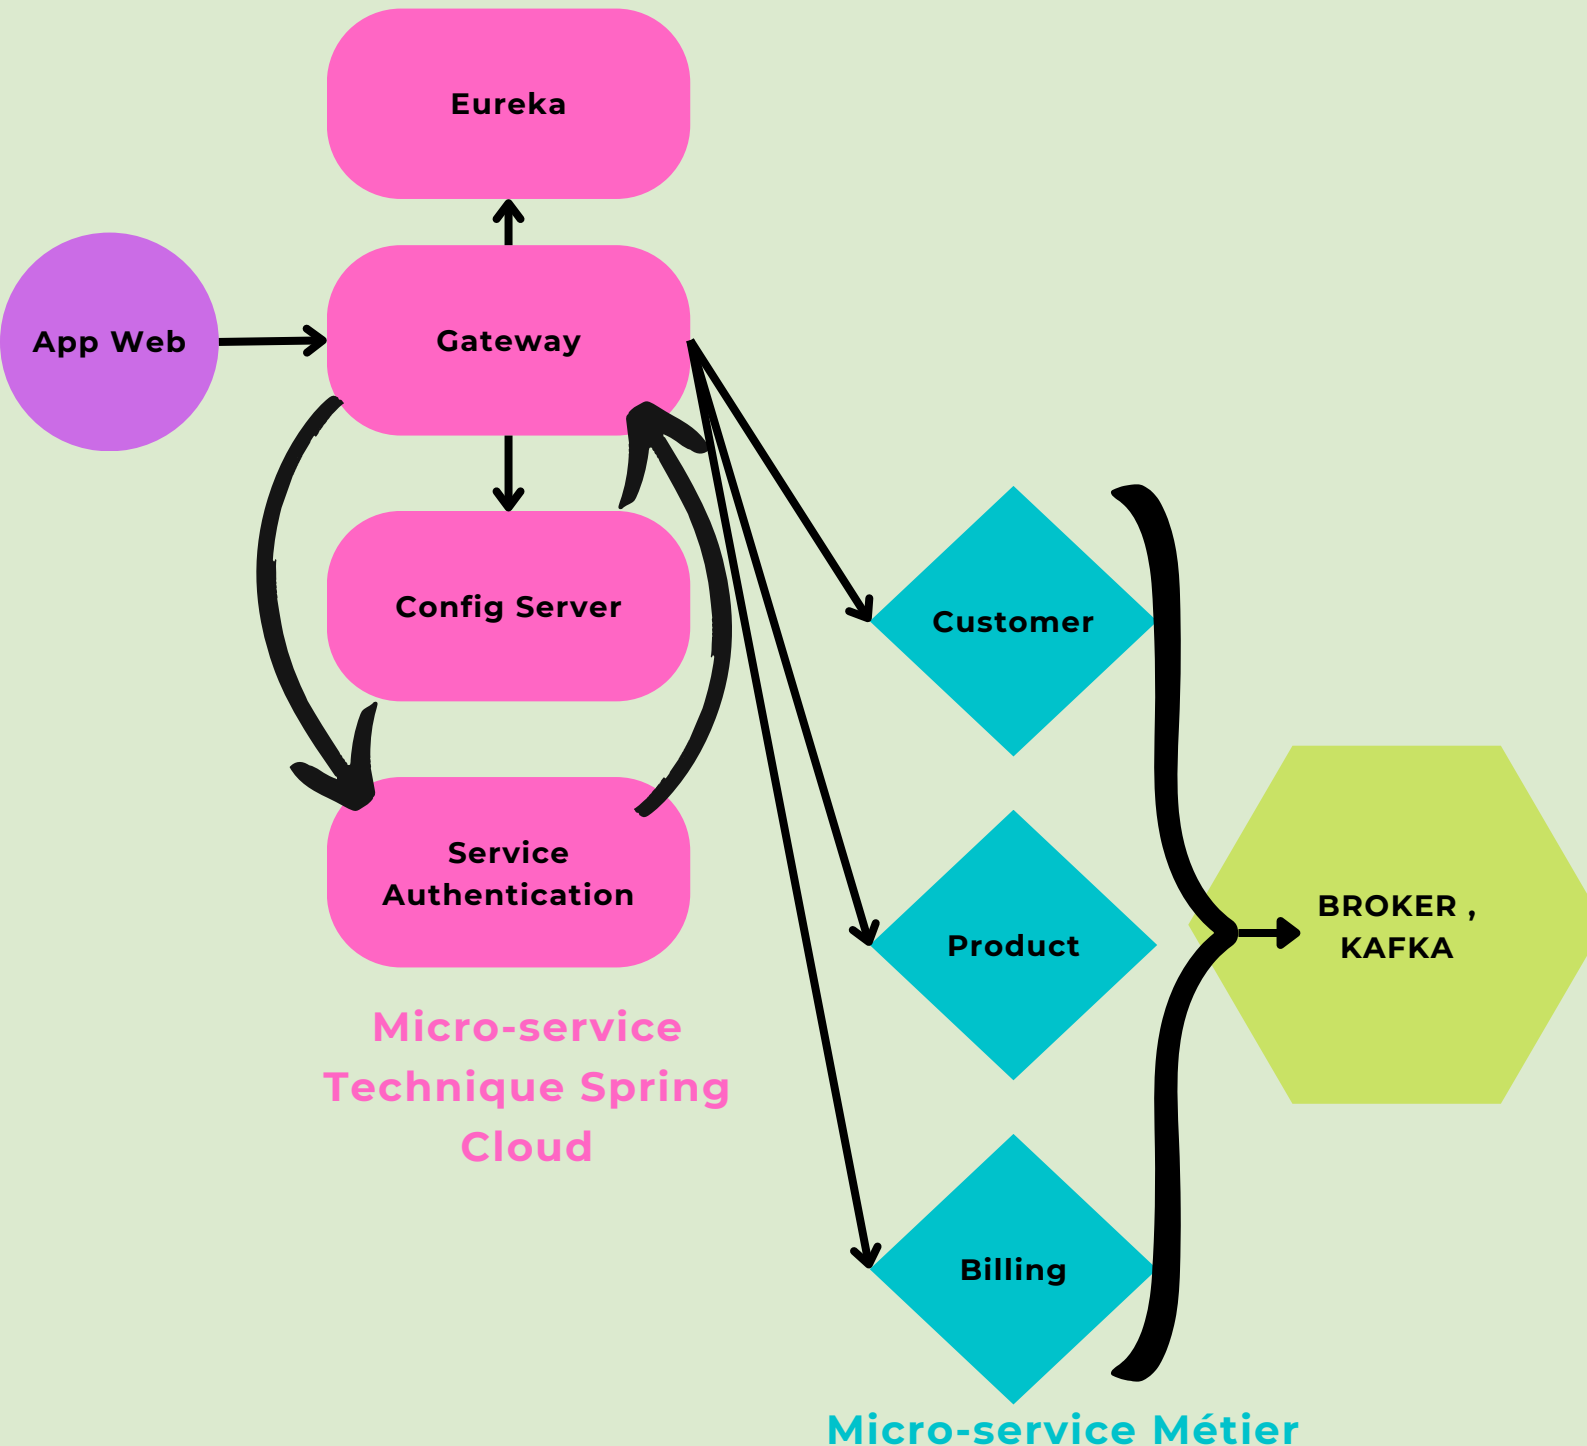 Eureka
App Web
Gateway
Config Server
Service
Authentication
Micro-service
Technique Spring
Cloud
Customer
Product
Billing
Micro-service Métier
BROKER ,
KAFKA